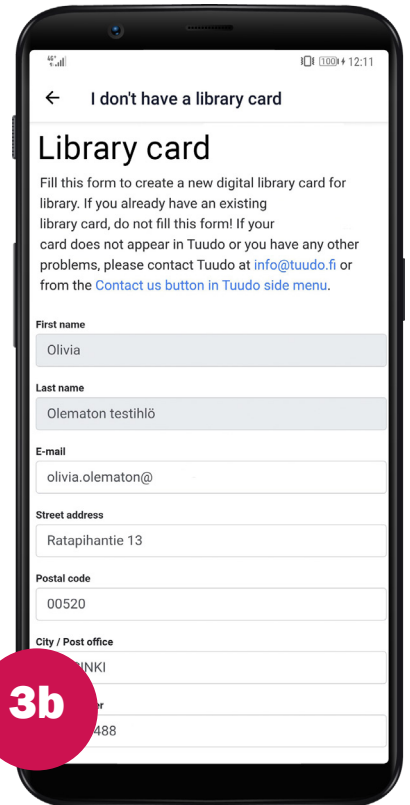 12:11
I don't have a library card
Library card
Fill this form to create a new digital library card for
library. If you already have an existing
library card, do not fill this form! If your
card does not appear in Tuudo or you have any other
problems, please contact Tuudo at info@tuudo.fi or
from the Contact us button in Tuudo side menu.
First name
Olivia
Last name
Olematon testihlö
E-mail
olivia.olematon@
Street address
Ratapihantie 13
Postal code
00520
City / Post office
INKI
3b
488